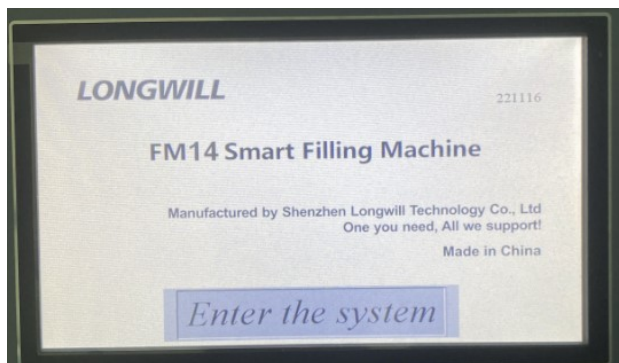 LONGWILL
221116
FM14 Smart Filling Machine
Manufactured by Shenzhen Longwill Technology Co., Ltd
One you need, All we support!
Made in China
Enter the system